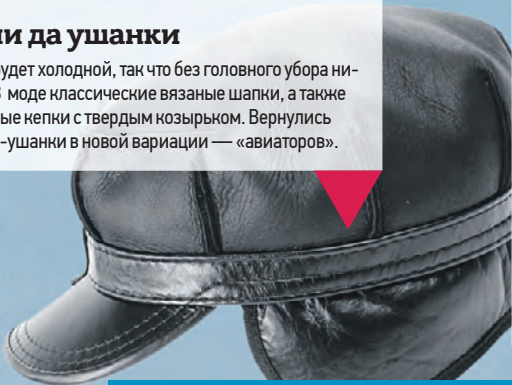 ни да ушанки
удет холодной, так что без головного убора ни-
моде классические вязаные шапки, а также
ые кепки с твердым козырьком. Вернулись
-ушанки в новой вариации — «авиаторов».